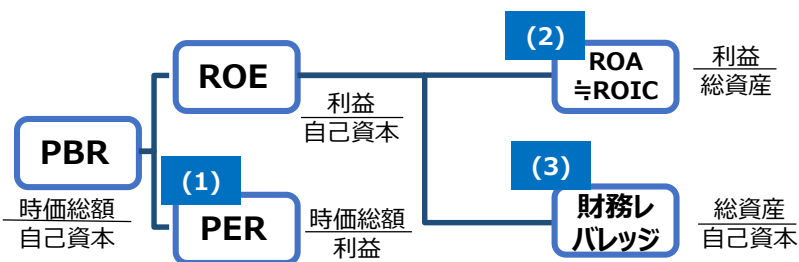 PBR
時価総額
自己資本
ROE
利益
自己資本
(1)
PER
時価総額
利益
(2)
ROA
≒ROIC
利益
総資産
(3)
財務レ
バレッジ
総資産
自己資本